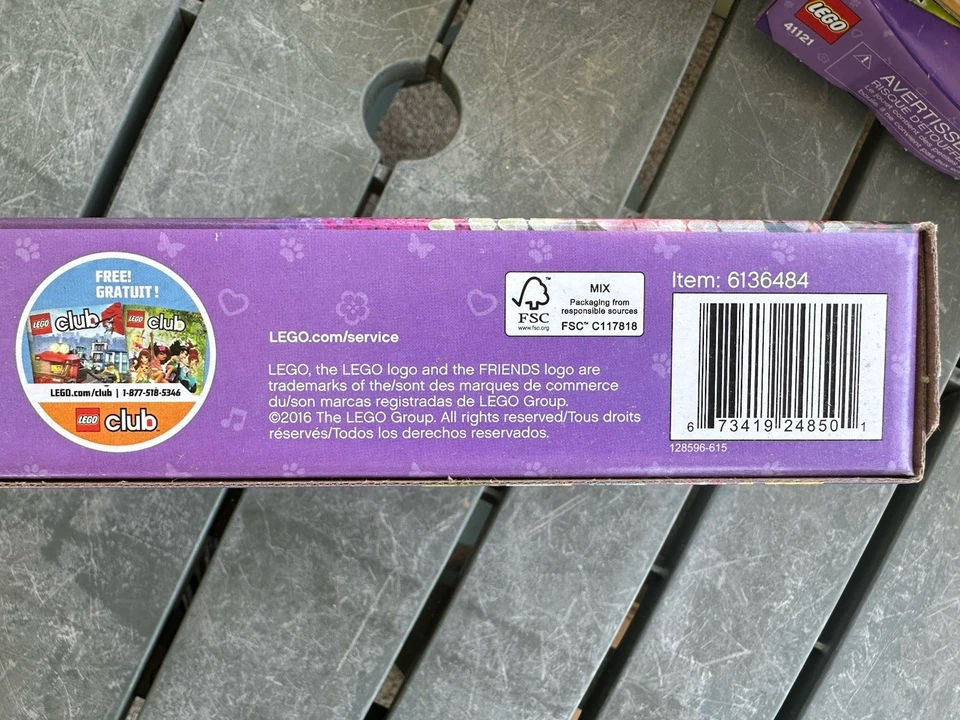 LEGO
41121
AVERTISSE
RISQUE D'ÉTOUFFE
FREE!
GRATUIT!
LEGO club
LEGO club
LEGO.com/club | 1-877-518-5346
LEGO club
LEGO.com/service
LEGO, the LEGO logo and the FRIENDS logo are
trademarks of the/sont des marques de commerce
du/son marcas registradas de LEGO Group.
©2016 The LEGO Group. All rights reserved/Tous droits
réservés/Todos los derechos reservados.
FSC™
www.fsc.org
MIX
Packaging from
responsible sources
FSC™ C117818
Item: 6136484
6 73419 24850 1
128596-615